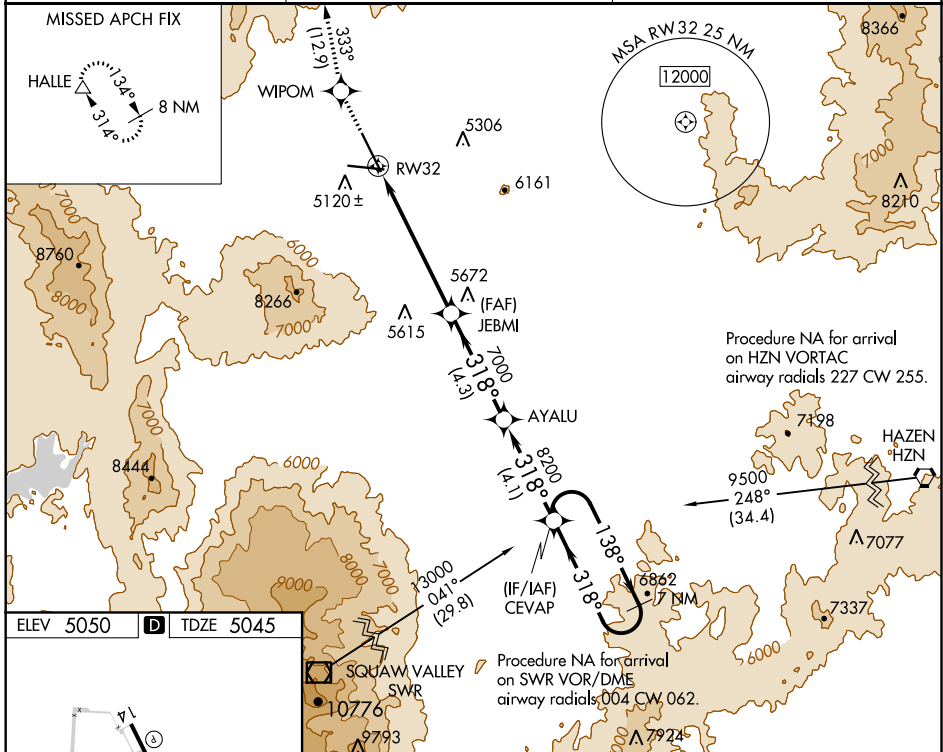 MISSED APCH FIX
HALLE
134°
314°
8 NM
333°
(12.9)
WIPOM
RW32
5120 ±
5306
6161
MSA RW32 25 NM
12000
8366
7000
8210
7000
8760
8000
6000
8266
7000
5672
5615
(FAF)
JEBMI
7000
318°
(4.3)
AYALU
8200
318°
(4.1)
Procedure NA for arrival
on HZN VORTAC
airway radials 227 CW 255.
7198
HAZEN
HZN
9500
248°
(34.4)
7077
7000
8444
6000
7000
8000
9000
13000
041°
(29.8)
(IF/IAF)
CEVAP
138°
318°
6862
7 NM
7337
6000
ELEV 5050
D
TDZE 5045
SQUAW VALLEY
SWR
10776
9793
Procedure NA for arrival
on SWR VOR/DME
airway radials 004 CW 062.
7924
14
P